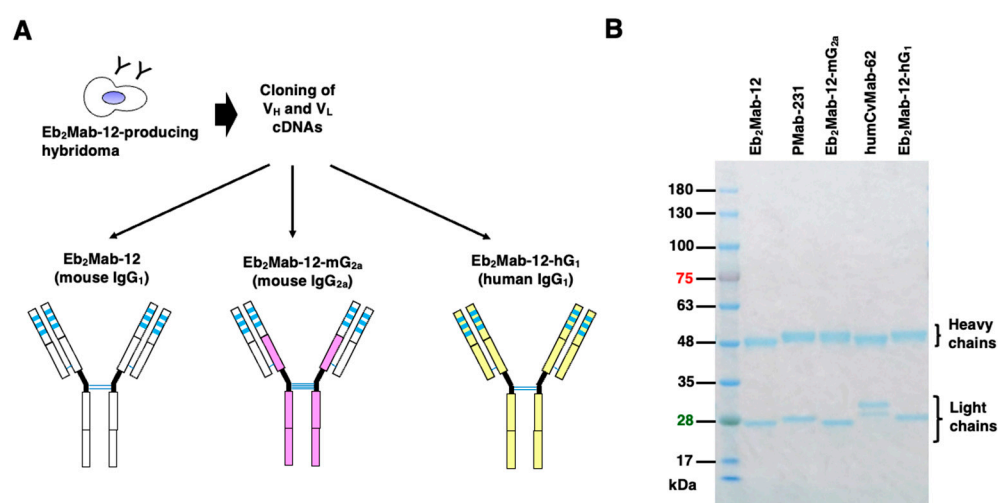 A
Eb₂Mab-12-producing
hybridoma
Cloning of
V_H and V_L
cDNAs
Eb₂Mab-12
(mouse IgG₁)
Eb₂Mab-12-mG₂ₐ
(mouse IgG₂ₐ)
Eb₂Mab-12-hG₁
(human IgG₁)
B
Eb₂Mab-12
PMab-231
Eb₂Mab-12-mG₂ₐ
humCvMab-62
Eb₂Mab-12-hG₁
180
130
100
75
63
48
35
28
17
kDa
Heavy
chains
Light
chains